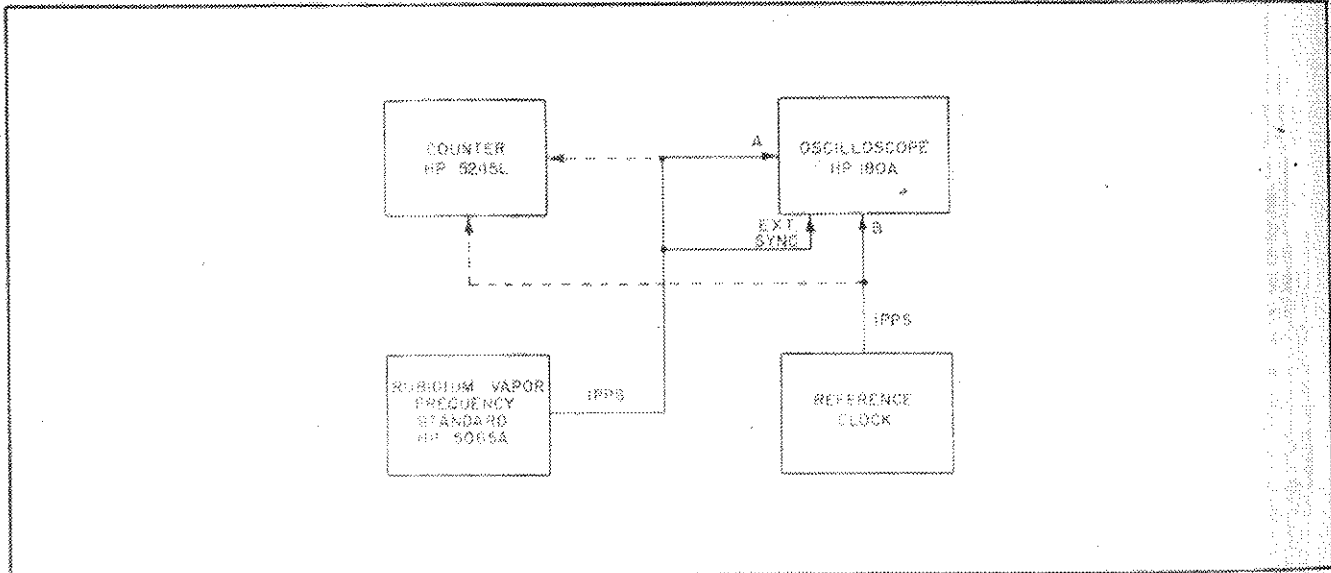 COUNTER
HP 5245L
A
OSCILLOSCOPE
HP 180A
EXT
SYNC
B
1PPS
RUBIDIUM VAPOR
FREQUENCY
STANDARD
HP 5065A
1PPS
REFERENCE
CLOCK